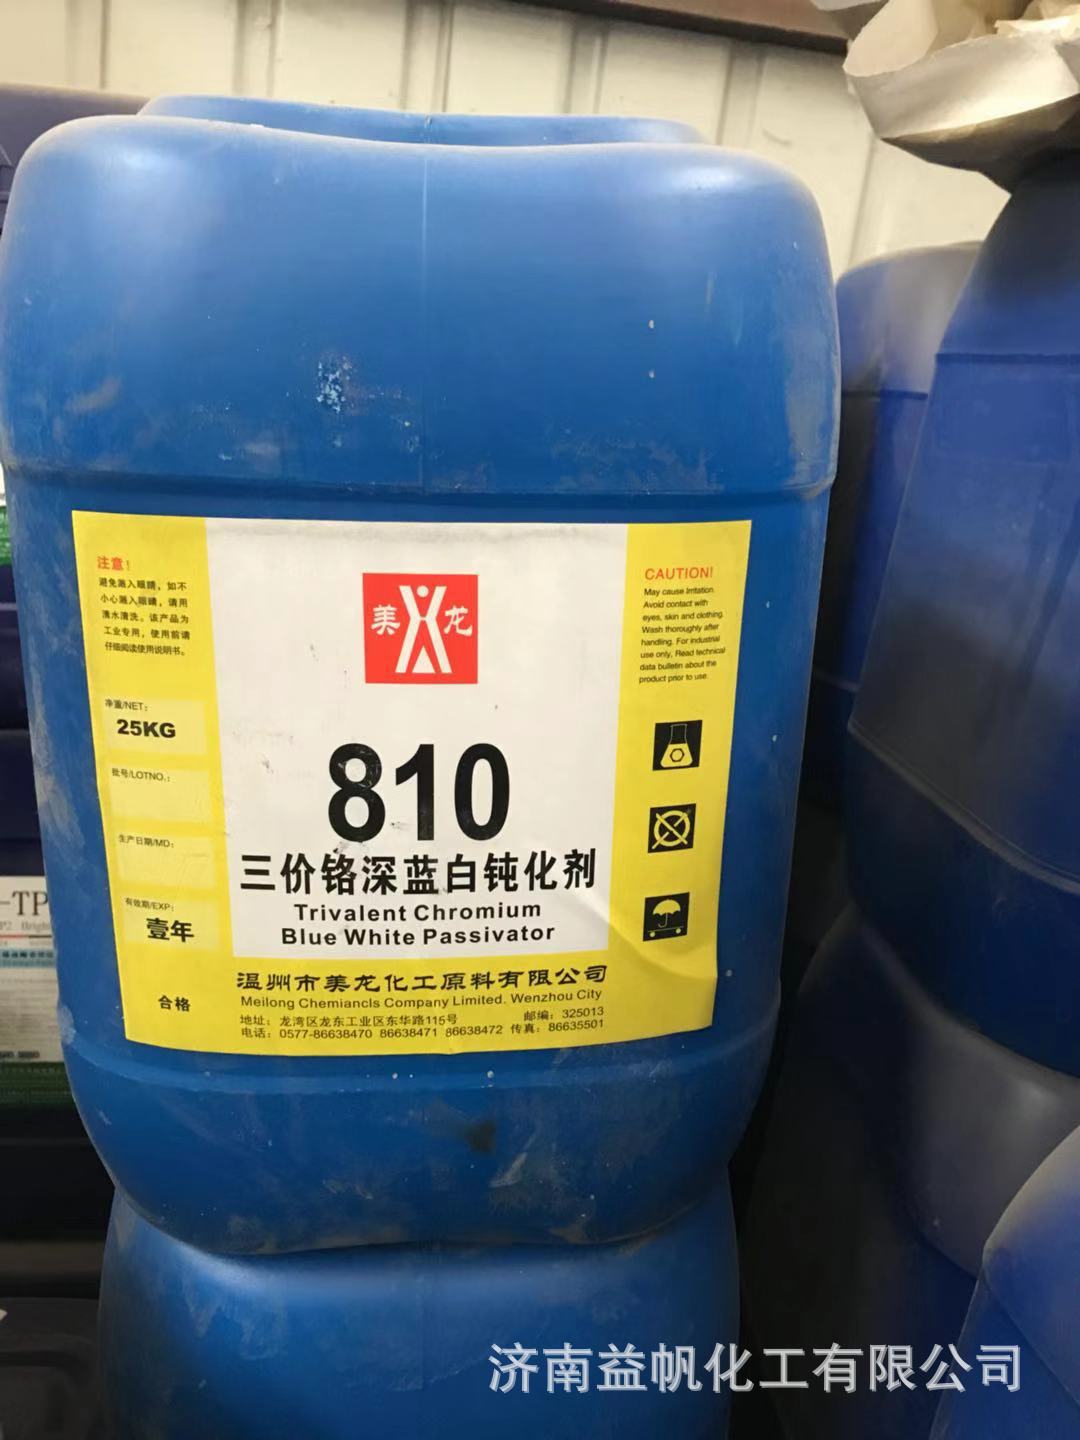 注意!
避免溅入眼睛，如不
小心溅入眼睛，请用
清水清洗。该产品为
工业专用，使用前请
仔细阅读使用说明书。
净重/NET:
25KG
批号/LOTNO.:
生产日期/MD:
有效期/EXP:
壹年
合格
美龙
810
三价铬深蓝白钝化剂
Trivalent Chromium
Blue White Passivator
CAUTION!
May cause irritation.
Avoid contact with
eyes, skin and clothing.
Wash thoroughly after
handling. For industrial
use only, Read technical
data bulletin about the
product prior to use.
温州市美龙化工原料有限公司
Meilong Chemiancls Company Limited. Wenzhou City
地址：龙湾区龙东工业区东华路115号 邮编：325013
电话：0577-86638470 86638471 86638472 传真：86635501
-TP
济南益帆化工有限公司